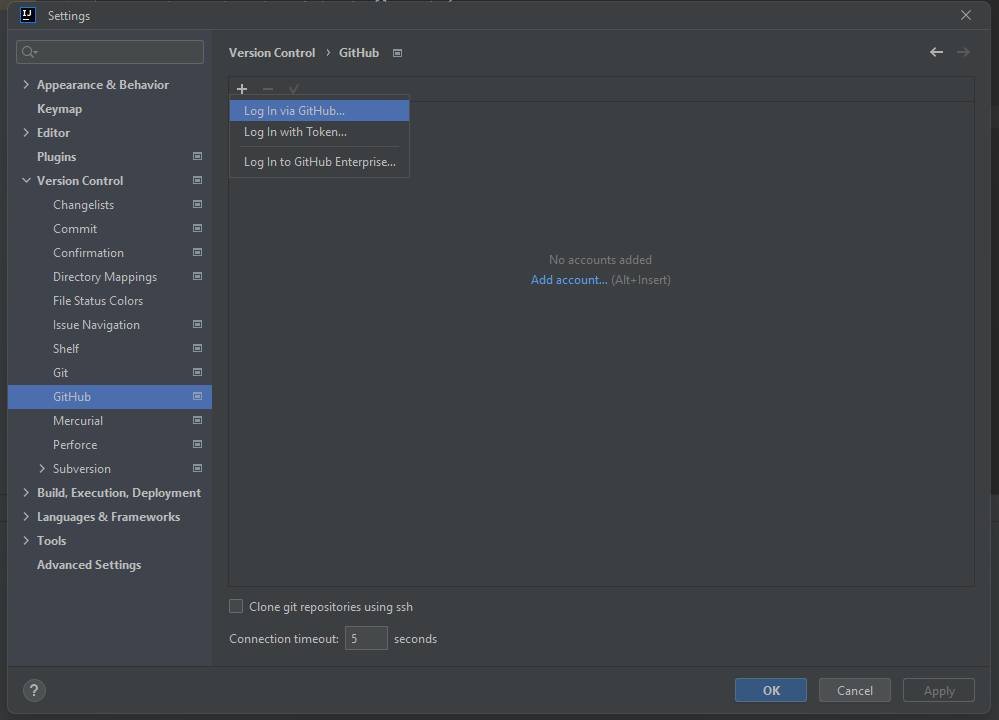 IJ Settings
Version Control › GitHub
Appearance & Behavior
Keymap
Editor
Plugins
Version Control
Changelists
Commit
Confirmation
Directory Mappings
File Status Colors
Issue Navigation
Shelf
Git
GitHub
Mercurial
Perforce
Subversion
Build, Execution, Deployment
Languages & Frameworks
Tools
Advanced Settings
Log In via GitHub...
Log In with Token...
Log In to GitHub Enterprise...
No accounts added
Add account... (Alt+Insert)
Clone git repositories using ssh
Connection timeout: 5 seconds
?
OK Cancel Apply